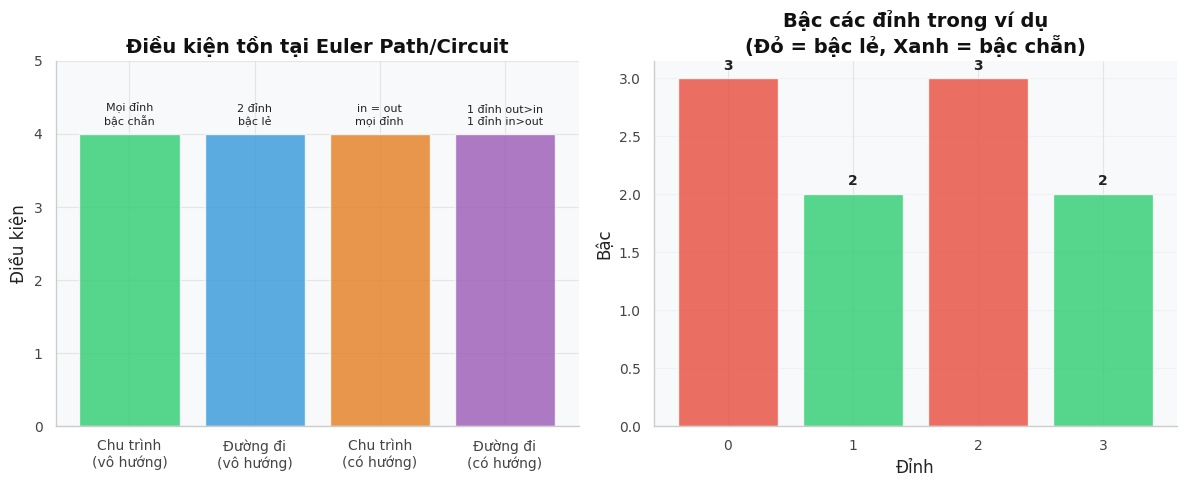 Điều kiện tồn tại Euler Path/Circuit
5
4
3
2
1
0
Điều kiện
Mọi đỉnh
bậc chẵn
2 đỉnh
bậc lẻ
in = out
mọi đỉnh
1 đỉnh out>in
1 đỉnh in>out
Chu trình
(vô hướng)
Đường đi
(vô hướng)
Chu trình
(có hướng)
Đường đi
(có hướng)
Bậc các đỉnh trong ví dụ
(Đỏ = bậc lẻ, Xanh = bậc chẵn)
3.0
2.5
2.0
1.5
1.0
0.5
0.0
Bậc
3
2
3
2
0
1
2
3
Đỉnh